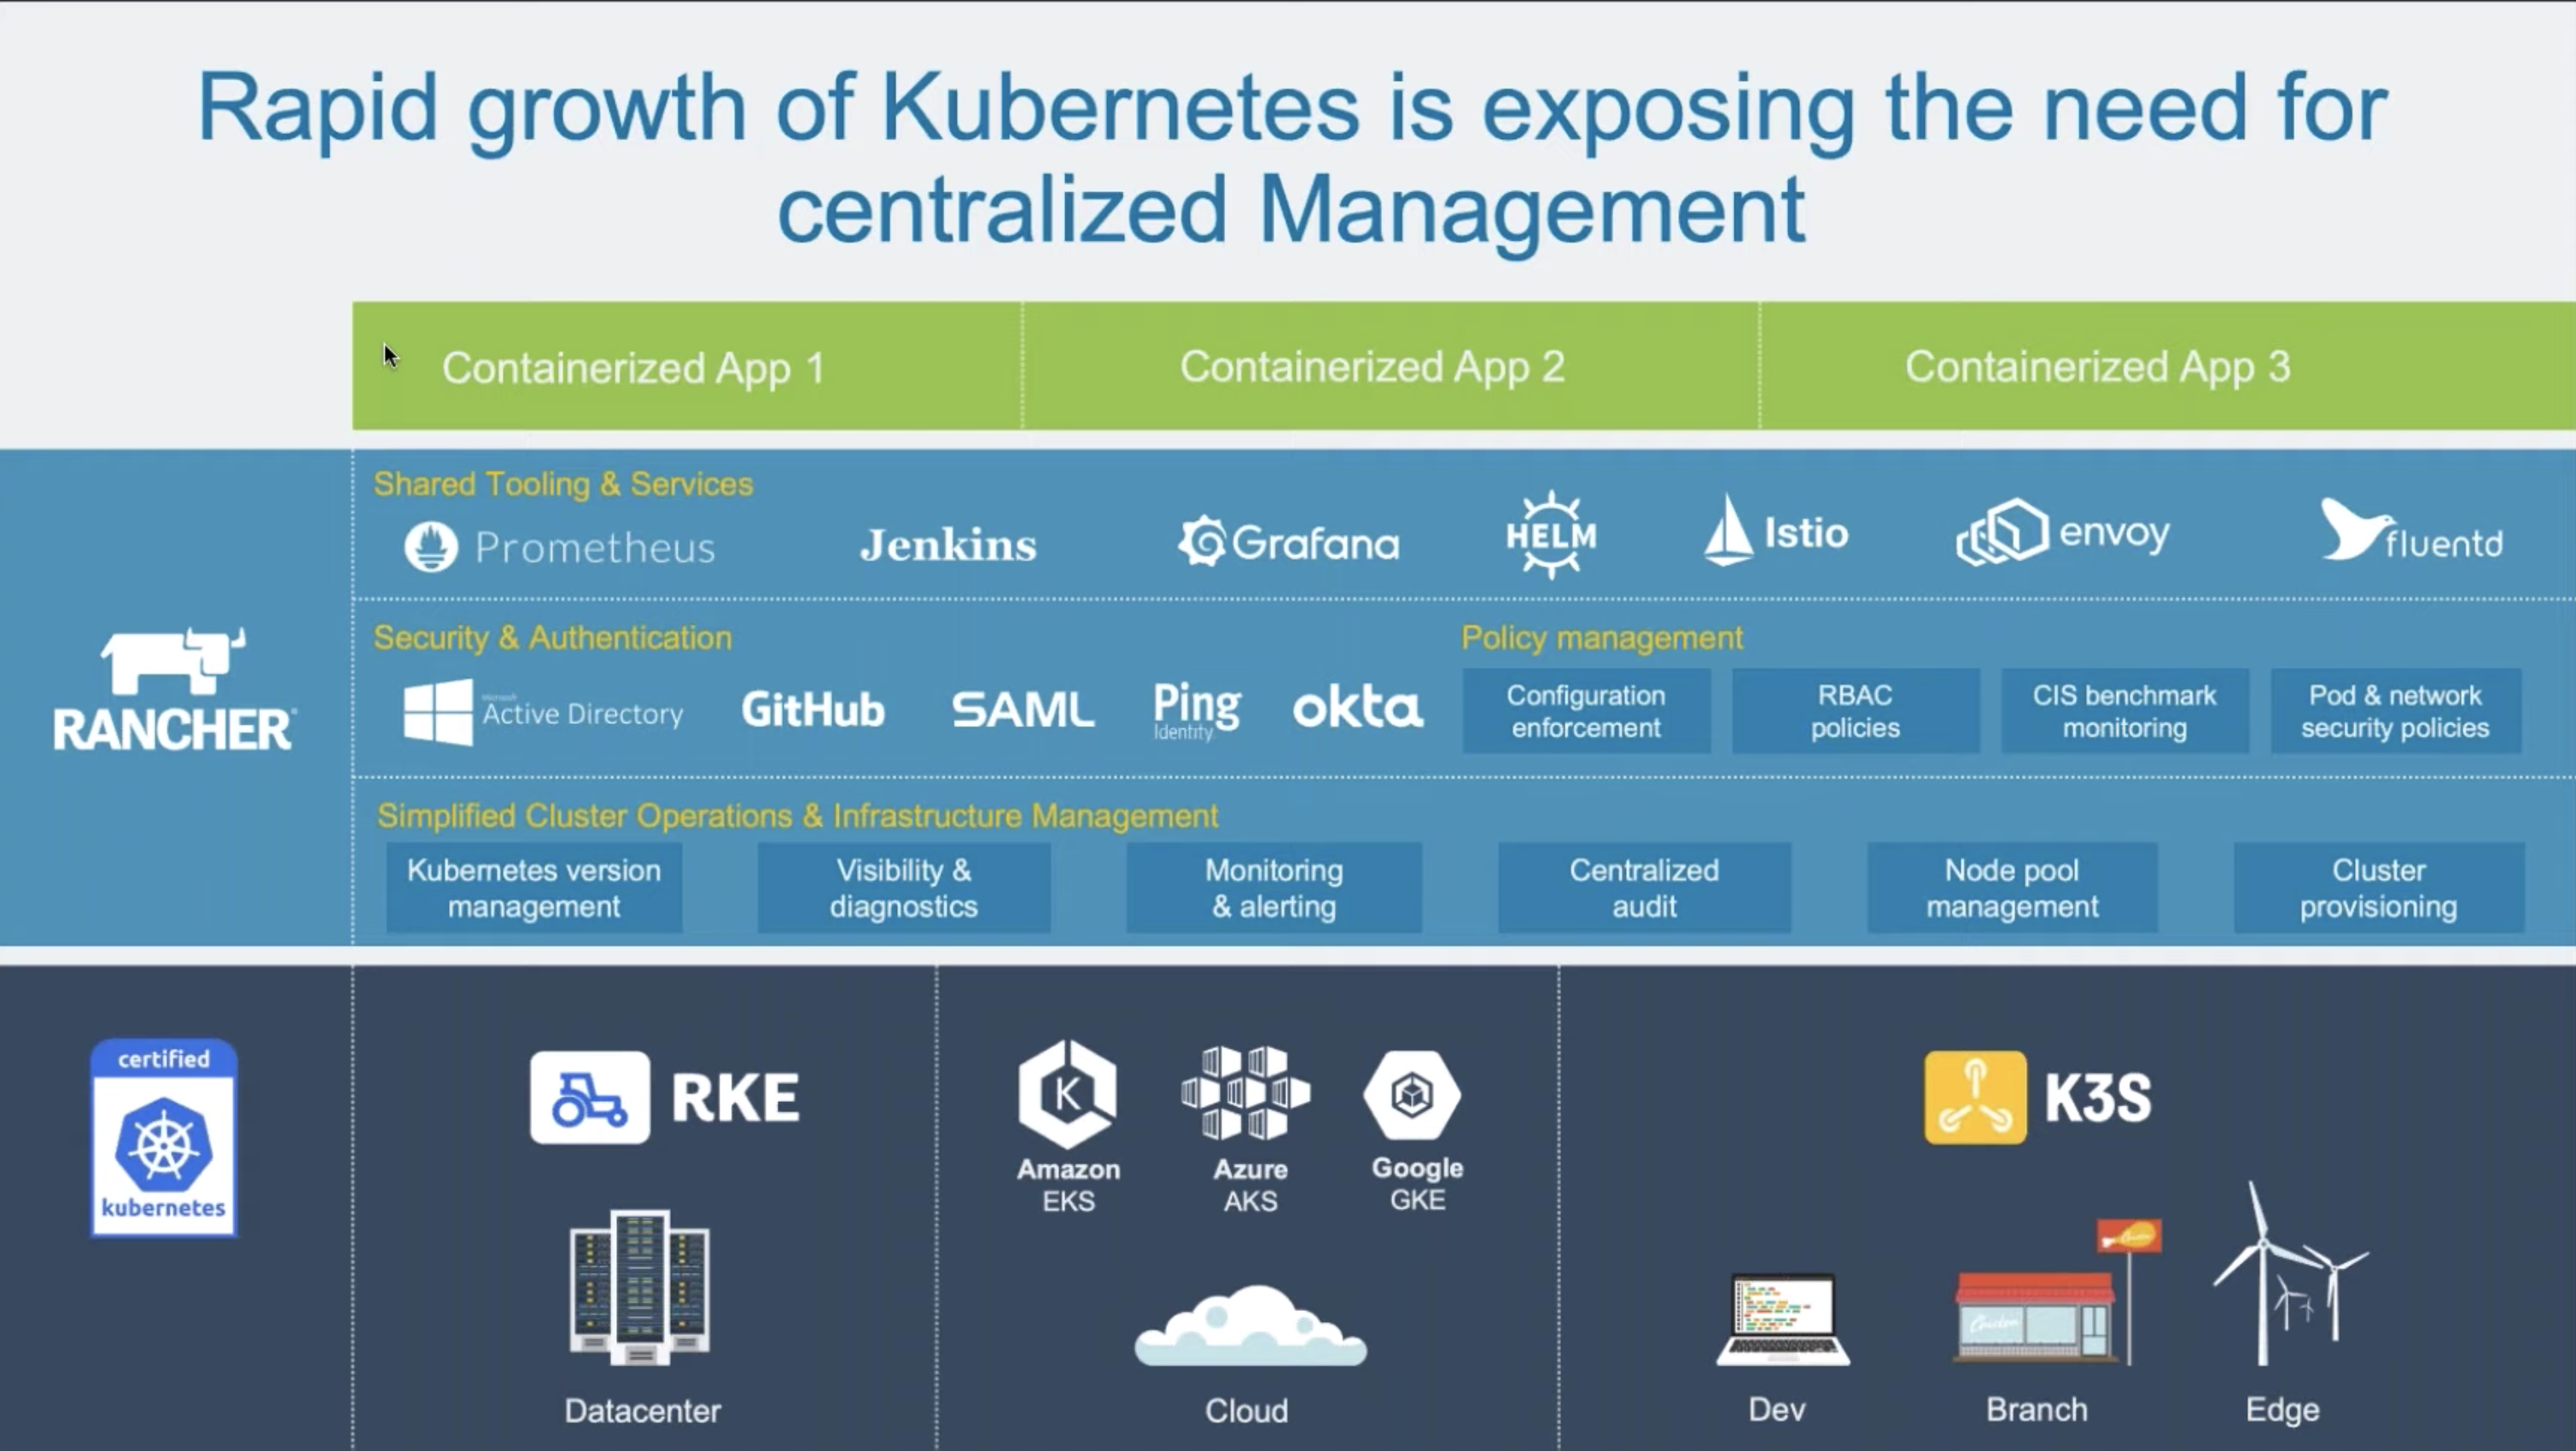 Rapid growth of Kubernetes is exposing the need for
centralized Management
Containerized App 1
Containerized App 2
Containerized App 3
RANCHER
Shared Tooling & Services
Prometheus
Jenkins
Grafana
HELM
Istio
envoy
fluentd
Security & Authentication
Microsoft
Active Directory
GitHub
SAML
Ping
Identity
okta
Policy management
Configuration
enforcement
RBAC
policies
CIS benchmark
monitoring
Pod & network
security policies
Simplified Cluster Operations & Infrastructure Management
Kubernetes version
management
Visibility &
diagnostics
Monitoring
& alerting
Centralized
audit
Node pool
management
Cluster
provisioning
certified
kubernetes
RKE
Datacenter
K
Amazon
EKS
Azure
AKS
Google
GKE
Cloud
K3S
Dev
Chicken
Branch
Edge